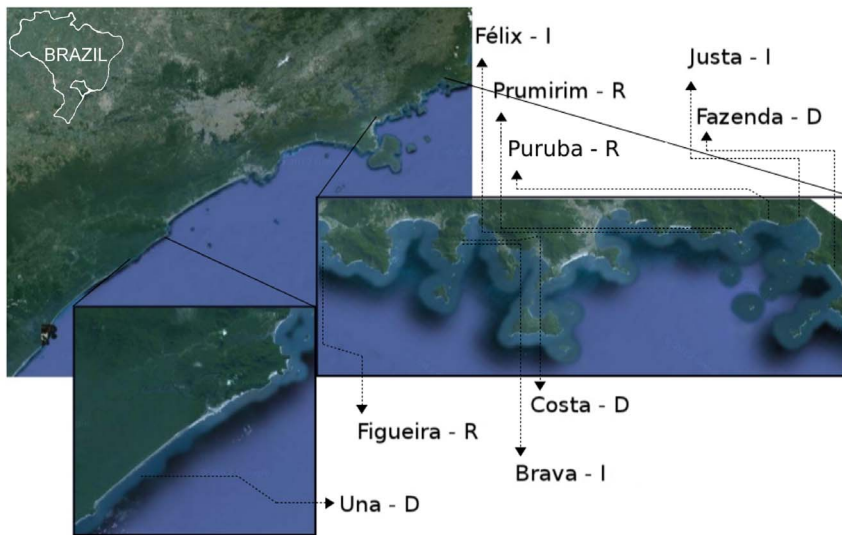 BRAZIL
Félix - I
Justa - I
Prumirim - R
Fazenda - D
Puruba - R
Costa - D
Figueira - R
Brava - I
Una - D